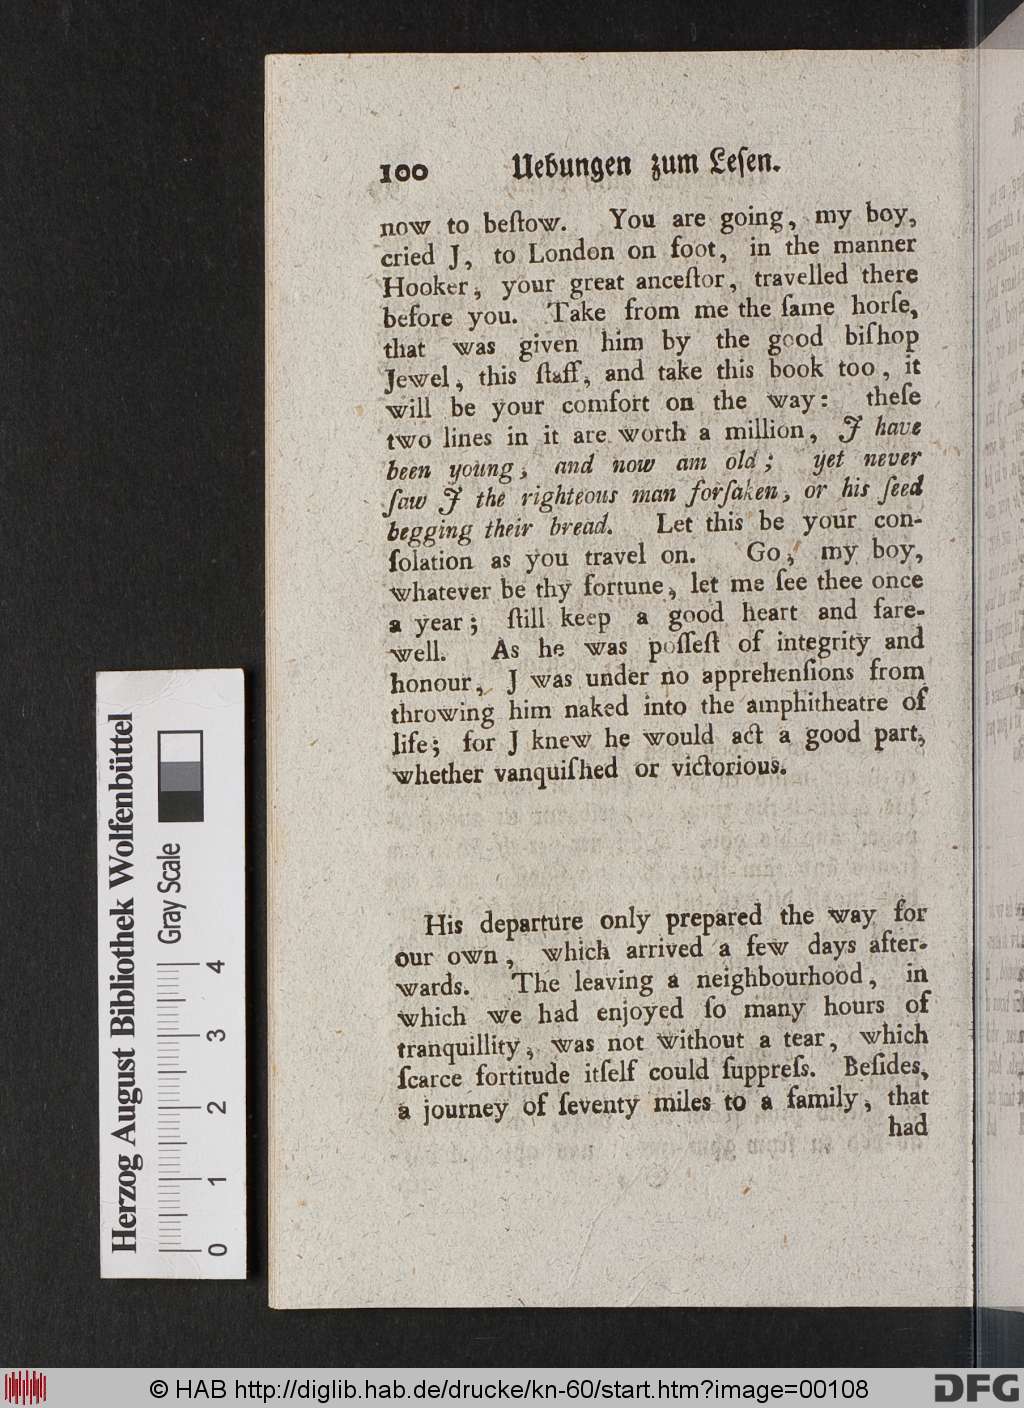 100 Uebungen zum Leſen.
now to beſtow. You are going, my boy,
cried J, to London on foot, in the manner
Hooker, your great anceſtor, travelled there
before you. Take from me the ſame horſe,
that was given him by the good biſhop
Jewel, this ſtaff, and take this book too, it
will be your comfort on the way: theſe
two lines in it are worth a million, J have
been young, and now am old; yet never
ſaw J the righteous man forſaken, or his ſeed
begging their bread. Let this be your con-
ſolation as you travel on. Go, my boy,
whatever be thy fortune, let me ſee thee once
a year; ſtill keep a good heart and fare-
well. As he was poſſeſt of integrity and
honour, J was under no apprehenſions from
throwing him naked into the amphitheatre of
life; for J knew he would act a good part,
whether vanquiſhed or victorious.
His departure only prepared the way for
our own, which arrived a few days after-
wards. The leaving a neighbourhood, in
which we had enjoyed ſo many hours of
tranquillity, was not without a tear, which
ſcarce fortitude itſelf could ſuppreſs. Beſides,
a journey of ſeventy miles to a family, that
had
Herzog August Bibliothek Wolfenbüttel
Gray Scale
0 1 2 3 4
© HAB http://diglib.hab.de/drucke/kn-60/start.htm?image=00108
DFG